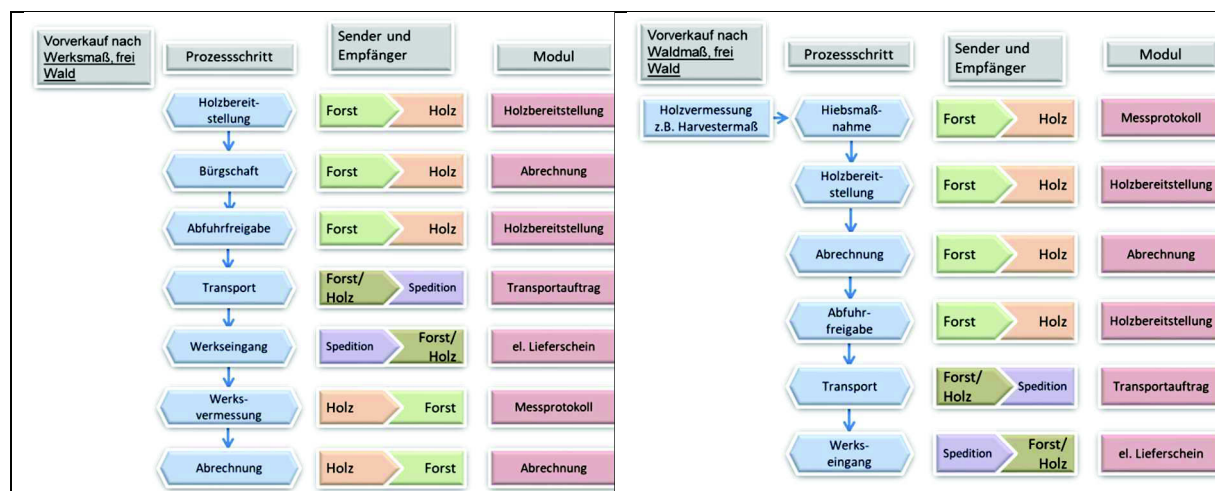 Vorverkauf nach
Werksmaß, frei
Wald
Prozessschritt
Sender und
Empfänger
Modul
Holzbereit-
stellung
Forst
Holz
Holzbereitstellung
Bürgschaft
Forst
Holz
Abrechnung
Abfuhrfreigabe
Forst
Holz
Holzbereitstellung
Transport
Forst/
Holz
Spedition
Transportauftrag
Werkseingang
Spedition
Forst/
Holz
el. Lieferschein
Werks-
vermessung
Holz
Forst
Messprotokoll
Abrechnung
Holz
Forst
Abrechnung
Vorverkauf nach
Waldmaß, frei
Wald
Prozessschritt
Sender und
Empfänger
Modul
Holzvermessung
z.B. Harvestermaß
Hiebsmaß-
nahme
Forst
Holz
Messprotokoll
Holzbereit-
stellung
Forst
Holz
Holzbereitstellung
Abrechnung
Forst
Holz
Abrechnung
Abfuhr-
freigabe
Forst
Holz
Holzbereitstellung
Transport
Forst/
Holz
Spedition
Transportauftrag
Werks-
eingang
Spedition
Forst/
Holz
el. Lieferschein